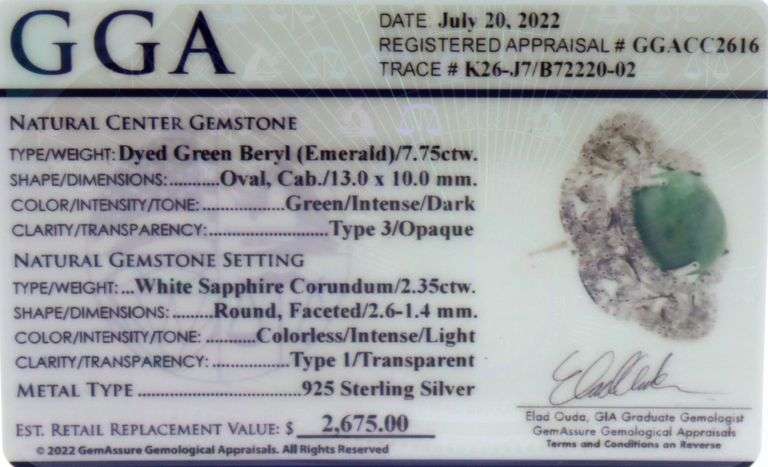 GGA
DATE: July 20, 2022
REGISTERED APPRAISAL # GGACC2616
TRACE # K26-J7/B72220-02
NATURAL CENTER GEMSTONE
TYPE/WEIGHT: Dyed Green Beryl (Emerald)/7.75ctw.
SHAPE/DIMENSIONS: ...........Oval, Cab./13.0 x 10.0 mm.
COLOR/INTENSITY/TONE: ..................Green/Intense/Dark
CLARITY/TRANSPARENCY: ..........................Type 3/Opaque
NATURAL GEMSTONE SETTING
TYPE/WEIGHT: ...White Sapphire Corundum/2.35ctw.
SHAPE/DIMENSIONS: .........Round, Faceted/2.6-1.4 mm.
COLOR/INTENSITY/TONE: ............Colorless/Intense/Light
CLARITY/TRANSPARENCY: .................Type 1/Transparent
METAL TYPE ..............................925 Sterling Silver
EST. RETAIL REPLACEMENT VALUE: $ 2,675.00
© 2022 GemAssure Gemological Appraisals. All Rights Reserved
Elad Ouda, GIA Graduate Gemologist
GemAssure Gemological Appraisals
Terms and Conditions on Reverse